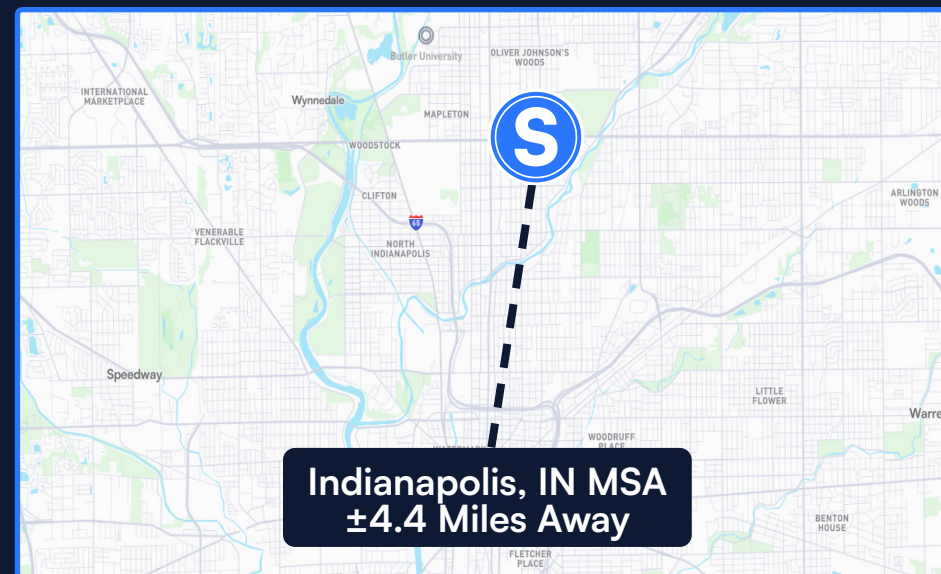 Butler University
OLIVER JOHNSON'S
WOODS
INTERNATIONAL
MARKETPLACE
Wynnedale
MAPLETON
S
WOODSTOCK
CLIFTON
ARLINGTON
WOODS
65
VENERABLE
FLACKVILLE
NORTH
INDIANAPOLIS
Speedway
LITTLE
FLOWER
Warre
WOODRUFF
PLACE
Indianapolis, IN MSA
±4.4 Miles Away
BENTON
HOUSE
FLETCHER
PLACE